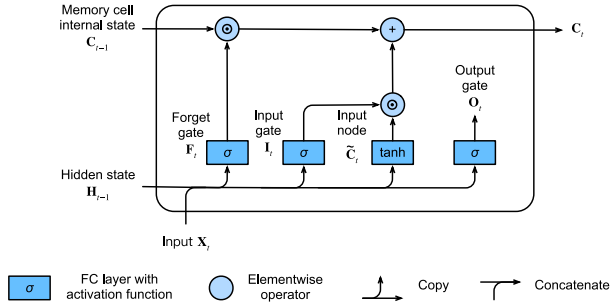 Memory cell
internal state
C_{t-1}
⊙
+
C_t
Output
gate
O_t
Forget
gate
F_t
Input
gate
I_t
Input
node
C̃_t
⊙
σ
σ
tanh
σ
Hidden state
H_{t-1}
Input X_t
σ
FC layer with
activation function
Elementwise
operator
Copy
Concatenate